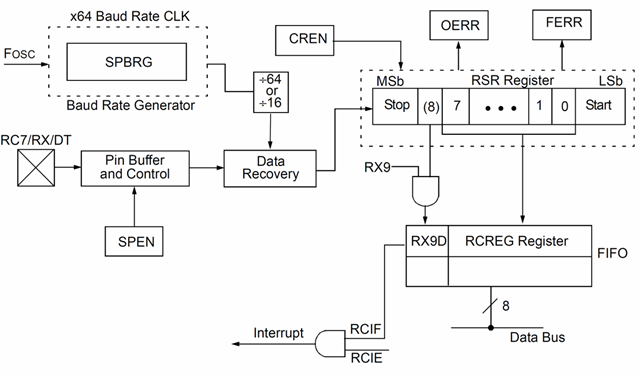 x64 Baud Rate CLK
FOSC
SPBRG
Baud Rate Generator
CREN
OERR
FERR
÷64
or
÷16
MSb
RSR Register
LSb
Stop (8) 7 • • • 1 0 Start
RC7/RX/DT
Pin Buffer
and Control
Data
Recovery
RX9
SPEN
RX9D RCREG Register
FIFO
8
Data Bus
Interrupt
RCIF
RCIE